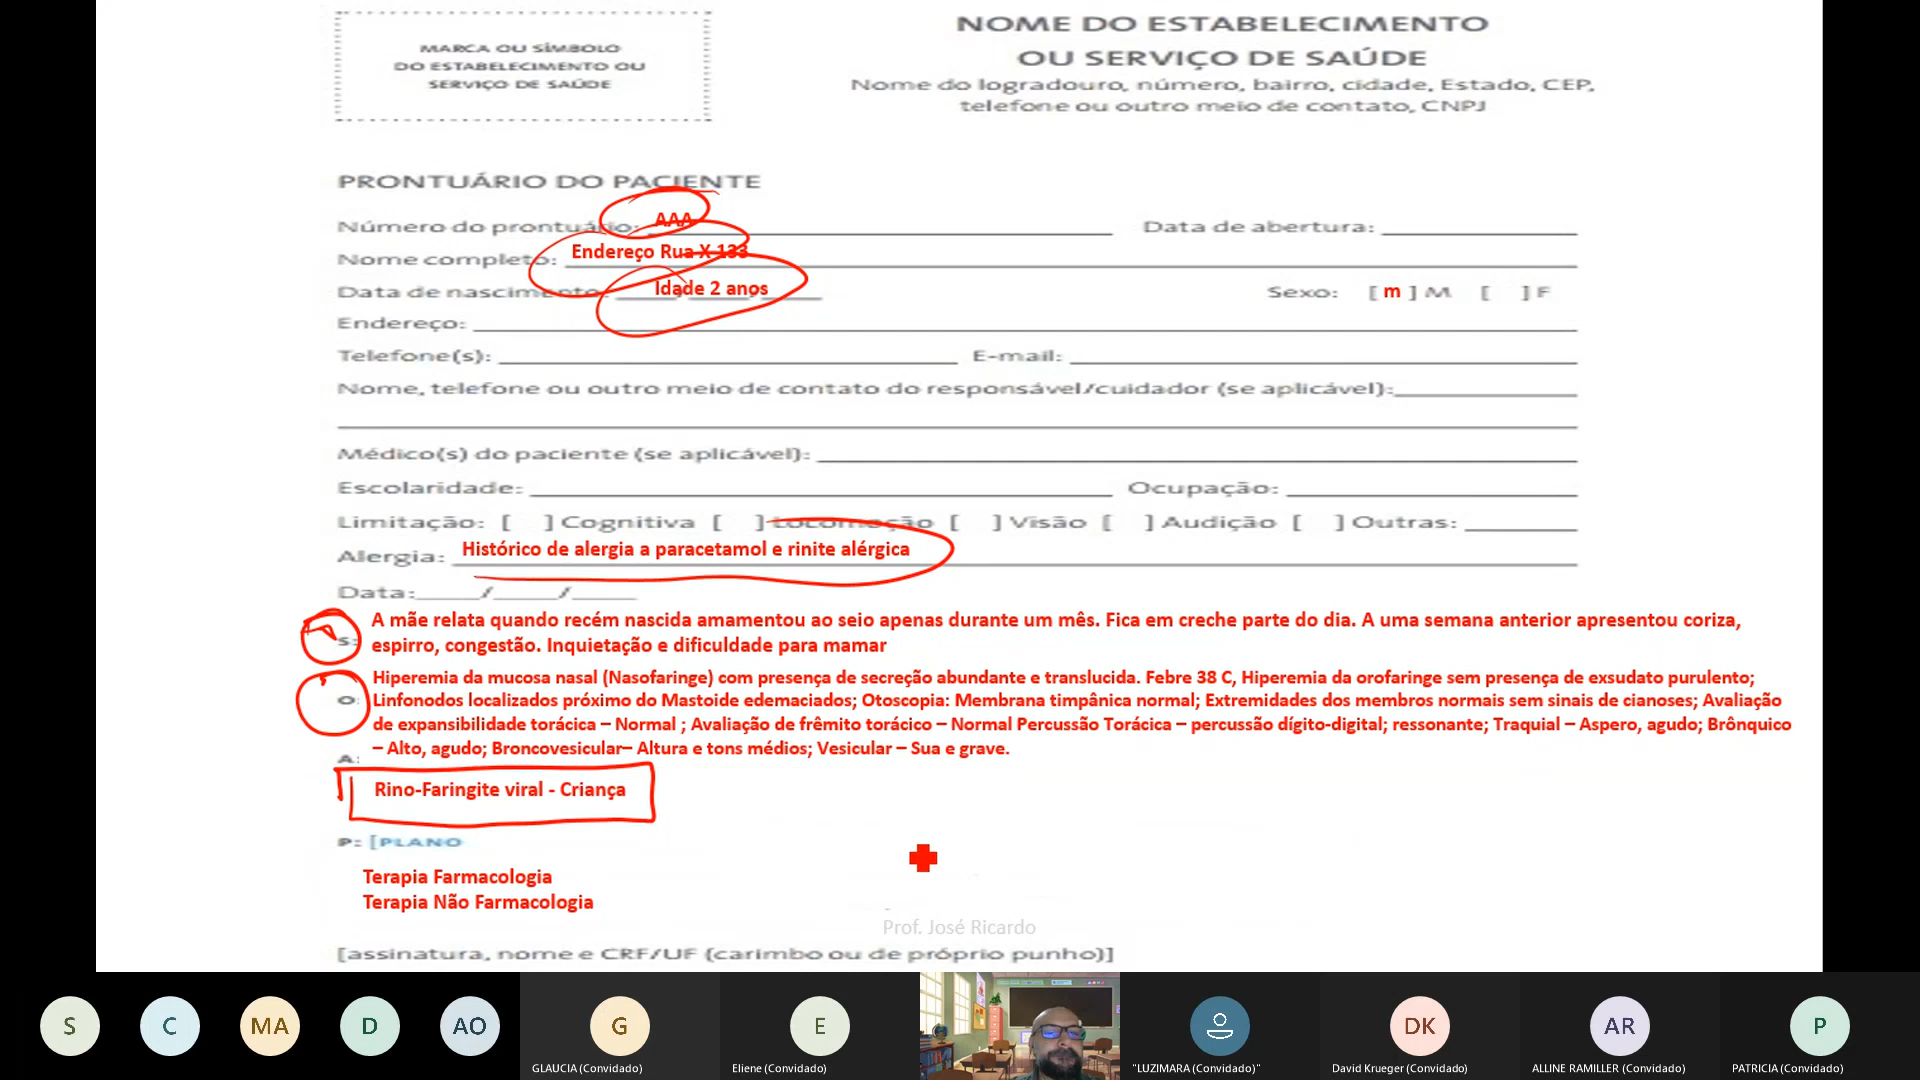 MARCA OU SÍMBOLO
DO ESTABELECIMENTO OU
SERVIÇO DE SAÚDE
NOME DO ESTABELECIMENTO
OU SERVIÇO DE SAÚDE
Nome do logradouro, número, bairro, cidade, Estado, CEP,
telefone ou outro meio de contato, CNPJ
PRONTUÁRIO DO PACIENTE
Número do prontuário: AAA Data de abertura:
Nome completo: Endereço Rua X 133
Data de nascimento: Idade 2 anos Sexo: [ m ] M [ ] F
Endereço:
Telefone(s): E-mail:
Nome, telefone ou outro meio de contato do responsável/cuidador (se aplicável):
Médico(s) do paciente (se aplicável):
Escolaridade: Ocupação:
Limitação: [ ] Cognitiva [ ] Locomoção [ ] Visão [ ] Audição [ ] Outras:
Alergia: Histórico de alergia a paracetamol e rinite alérgica
Data:____/____/____
S: A mãe relata quando recém nascida amamentou ao seio apenas durante um mês. Fica em creche parte do dia. A uma semana anterior apresentou coriza,
espirro, congestão. Inquietação e dificuldade para mamar
O: Hiperemia da mucosa nasal (Nasofaringe) com presença de secreção abundante e translucida. Febre 38 C, Hiperemia da orofaringe sem presença de exsudato purulento;
Linfonodos localizados próximo do Mastoide edemaciados; Otoscopia: Membrana timpânica normal; Extremidades dos membros normais sem sinais de cianoses; Avaliação
de expansibilidade torácica – Normal ; Avaliação de frêmito torácico – Normal Percussão Torácica – percussão dígito-digital; ressonante; Traquial – Aspero, agudo; Brônquico
– Alto, agudo; Broncovesicular– Altura e tons médios; Vesicular – Sua e grave.
A:
Rino-Faringite viral - Criança
P: [PLANO
Terapia Farmacologia
Terapia Não Farmacologia
Prof. José Ricardo
[assinatura, nome e CRF/UF (carimbo ou de próprio punho)]
S
C
MA
D
AO
G
GLAUCIA (Convidado)
E
Eliene (Convidado)
"LUZIMARA (Convidado)"
DK
David Krueger (Convidado)
AR
ALLINE RAMILLER (Convidado)
P
PATRICIA (Convidado)